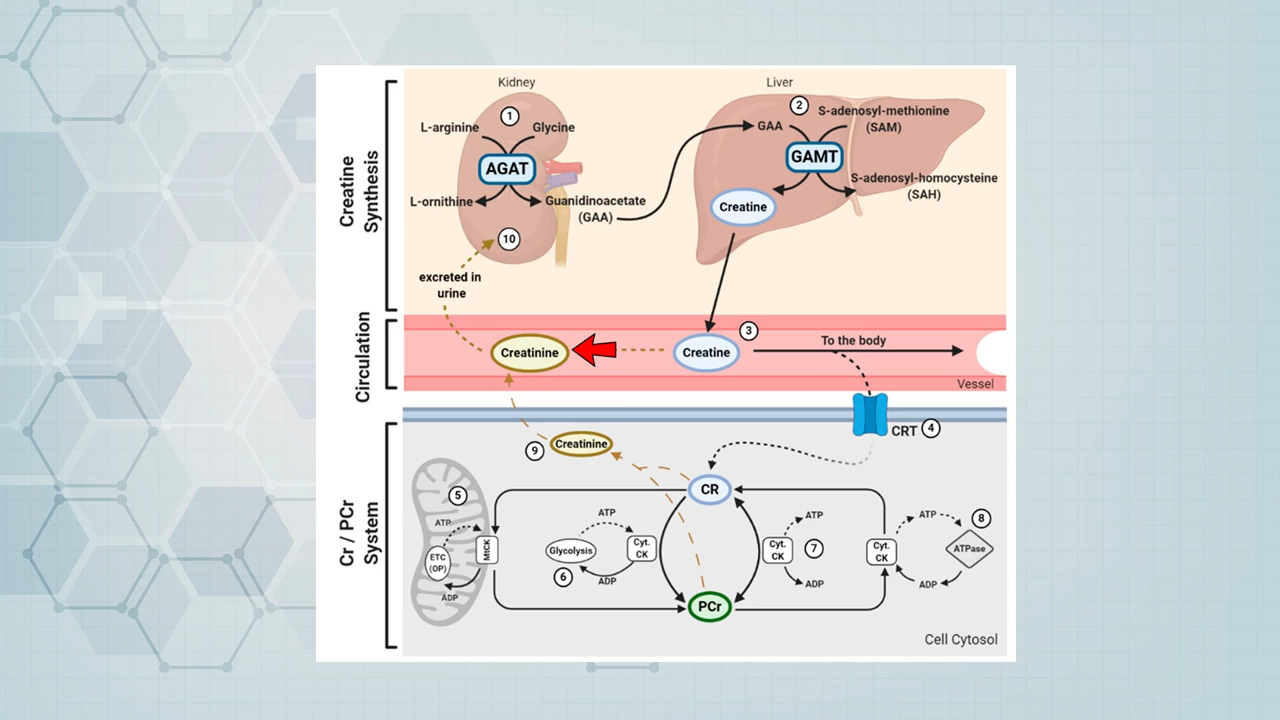 Kidney
Liver
Creatine
Synthesis
1
L-arginine
Glycine
AGAT
L-ornithine
Guanidinoacetate
(GAA)
10
excreted in
urine
2
GAA
S-adenosyl-methionine
(SAM)
GAMT
S-adenosyl-homocysteine
(SAH)
Creatine
Circulation
Creatinine
Creatine
3
To the body
Vessel
Cr / PCr
System
CRT
4
9
Creatinine
CR
5
ATP
ETC
(OP)
MtCK
ADP
ATP
Glycolysis
Cyt.
CK
6
ADP
ATP
Cyt.
CK
7
ADP
Cyt.
CK
ATP
8
ATPase
ADP
PCr
Cell Cytosol